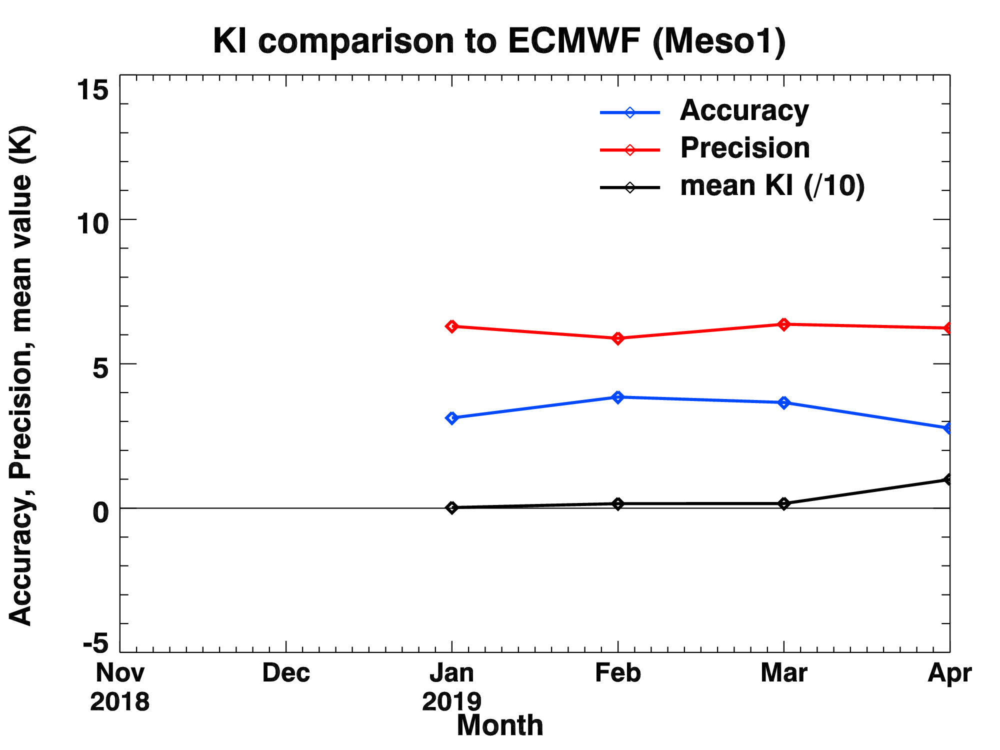 KI comparison to ECMWF (Meso1)
Accuracy, Precision, mean value (K)
15
10
5
0
-5
Accuracy
Precision
mean KI (/10)
Nov Dec Jan Feb Mar Apr
2018 2019
Month